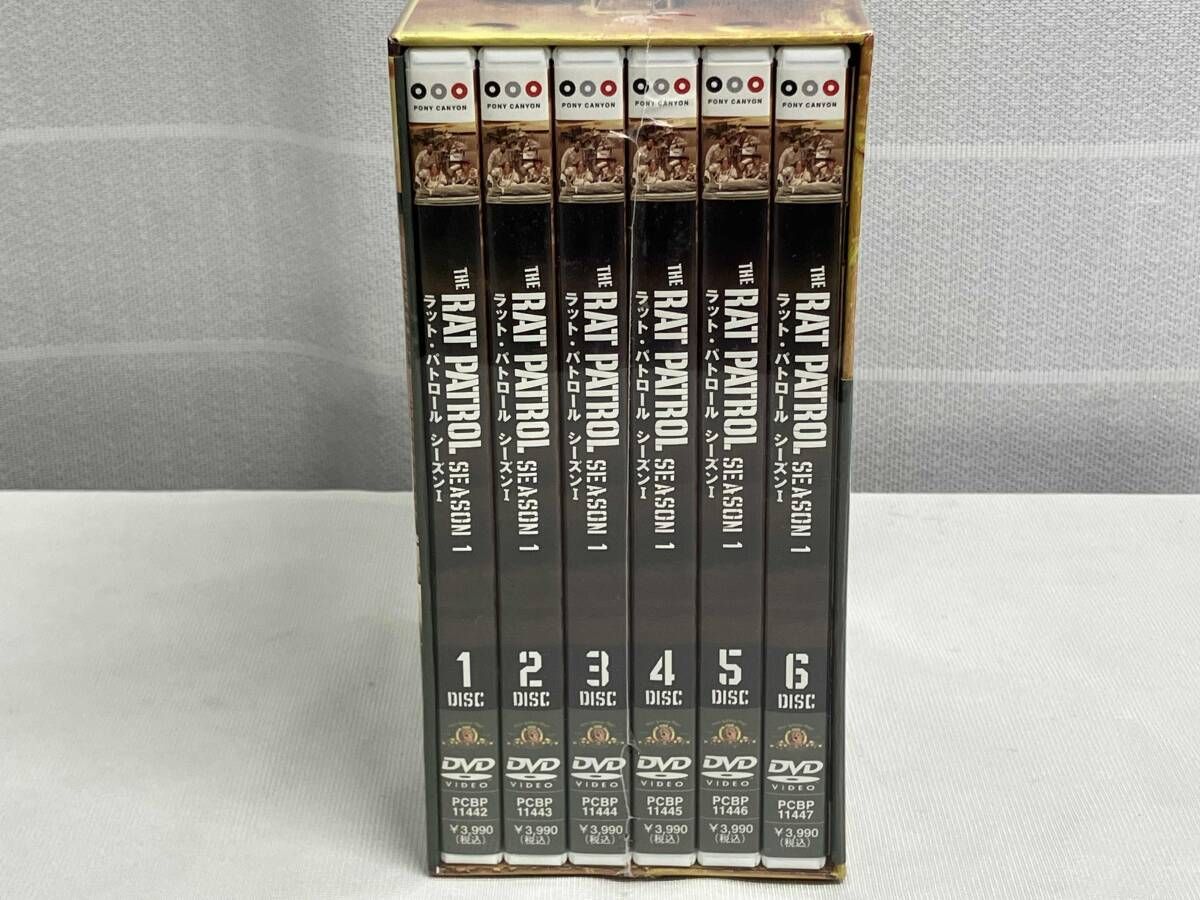 PONY CANYON
THE RAT PATROL SEASON 1
ラット・パトロール シーズンI
1
DISC
DVD
VIDEO
PCBP
11442
¥3,990
(税込)
PONY CANYON
THE RAT PATROL SEASON 1
ラット・パトロール シーズンI
2
DISC
DVD
VIDEO
PCBP
11443
¥3,990
(税込)
PONY CANYON
THE RAT PATROL SEASON 1
ラット・パトロール シーズンI
3
DISC
DVD
VIDEO
PCBP
11444
¥3,990
(税込)
PONY CANYON
THE RAT PATROL SEASON 1
ラット・パトロール シーズンI
4
DISC
DVD
VIDEO
PCBP
11445
¥3,990
(税込)
PONY CANYON
THE RAT PATROL SEASON 1
ラット・パトロール シーズンI
5
DISC
DVD
VIDEO
PCBP
11446
¥3,990
(税込)
PONY CANYON
THE RAT PATROL SEASON 1
ラット・パトロール シーズンI
6
DISC
DVD
VIDEO
PCBP
11447
¥3,990
(税込)